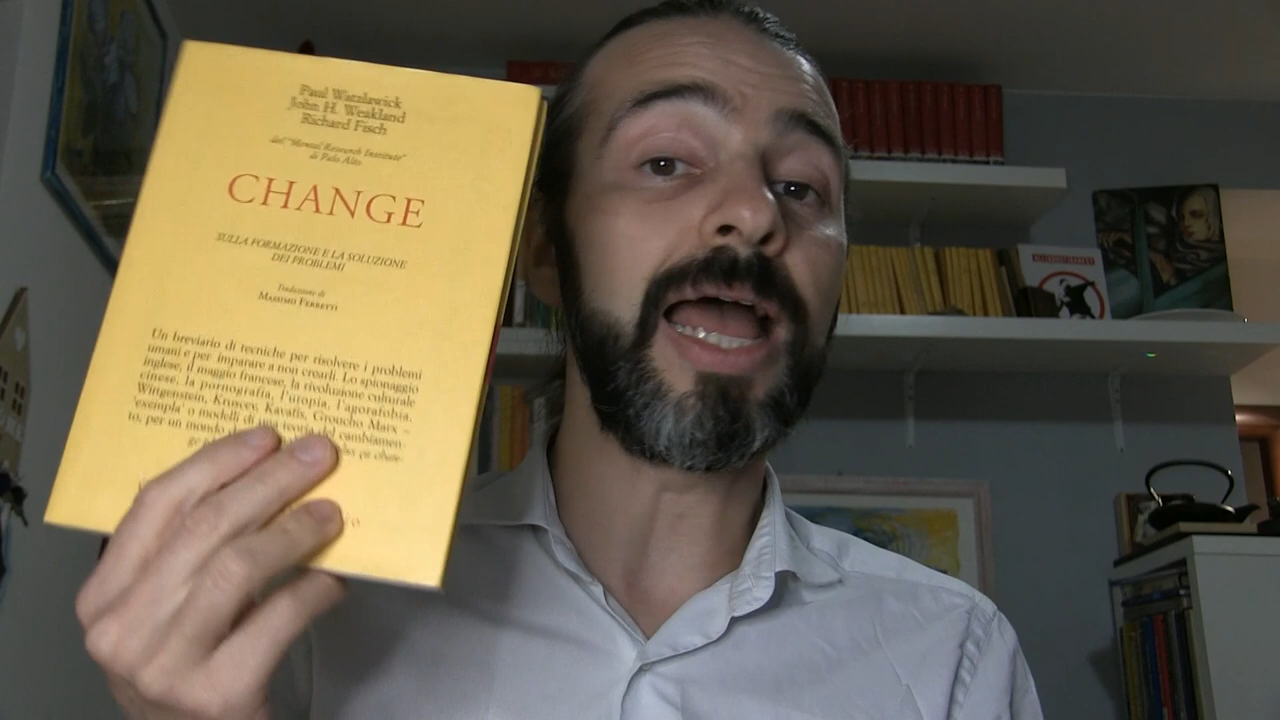 Paul Watzlawick
John H. Weakland
Richard Fisch
del "Mental Research Institute"
di Palo Alto
CHANGE
SULLA FORMAZIONE E LA SOLUZIONE
DEI PROBLEMI
Traduzione di
MASSIMO FERRETTI
Un breviario di tecniche per risolvere i problemi
umani e per imparare a non crearli. Lo spionaggio
inglese, il maggio francese, la rivoluzione culturale
cinese, la pornografia, l'utopia, l'agorafobia,
Wittgenstein, Kruscev, Kavafis, Groucho Marx –
'exempla' o modelli di una teoria del cambiamen-
to, per un mondo